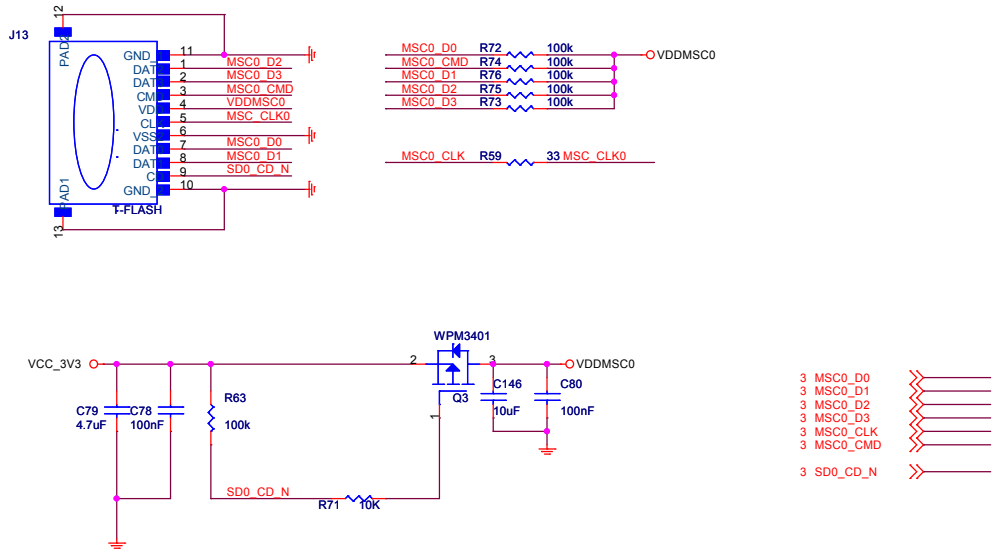 12
J13
PAD2
GND_ 11
DAT 1 MSC0_D2
DAT 2 MSC0_D3
CM 3 MSC0_CMD
VD 4 VDDMSC0
CL 5 MSC_CLK0
VSS 6
DAT 7 MSC0_D0
DAT 8 MSC0_D1
C 9 SD0_CD_N
GND_ 10
PAD1
T-FLASH
13
MSC0_D0 R72 100k
MSC0_CMD R74 100k
MSC0_D1 R76 100k
MSC0_D2 R75 100k
MSC0_D3 R73 100k
VDDMSC0
MSC0_CLK R59 33 MSC_CLK0
WPM3401
VCC_3V3 2 3 VDDMSC0
Q3
1
C79
4.7uF
C78
100nF
R63
100k
C146
10uF
C80
100nF
SD0_CD_N
R71 10K
3 MSC0_D0
3 MSC0_D1
3 MSC0_D2
3 MSC0_D3
3 MSC0_CLK
3 MSC0_CMD
3 SD0_CD_N